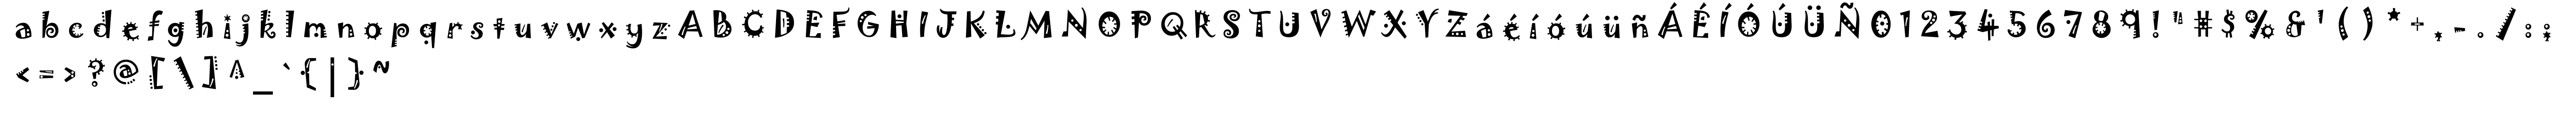 a b c d e f g h i j k l m n o p q r s t u v w x y z A B C D E F G H I J K L M N O P Q R S T U V W X Y Z á é í ó ú ü ñ Á É Í Ó Ú Ü Ñ 0 1 2 3 4 5 6 7 8 9 ! " # $ % & ' ( ) * + , - . / : ;
< = > ? @ [ \ ] ^ _ ` { | } ~